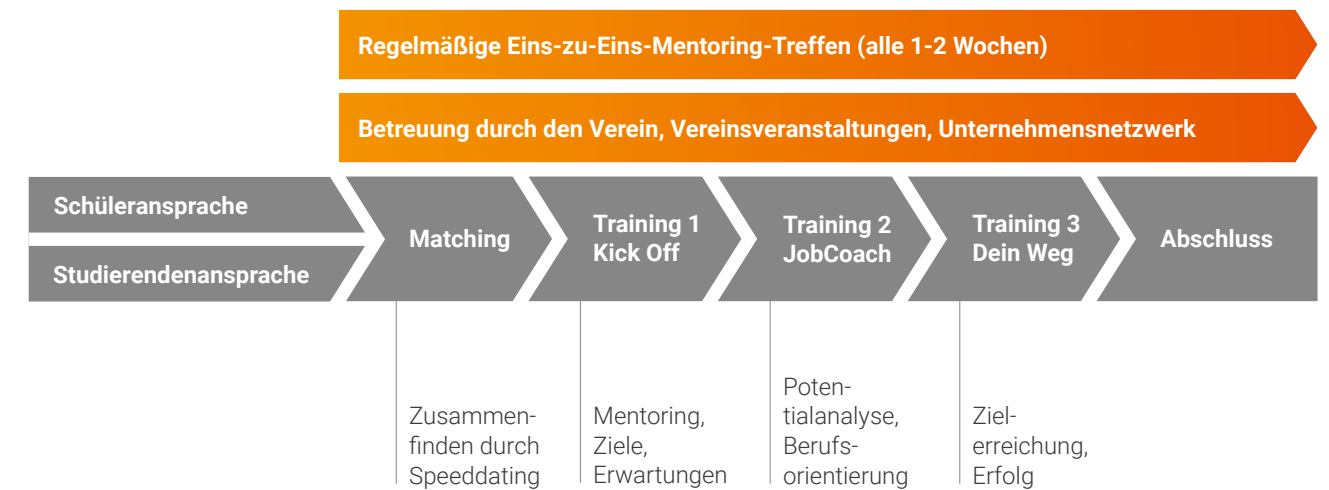 Regelmäßige Eins-zu-Eins-Mentoring-Treffen (alle 1-2 Wochen)
Betreuung durch den Verein, Vereinsveranstaltungen, Unternehmensnetzwerk
Schüleransprache
Studierendenansprache
Matching
Training 1
Kick Off
Training 2
JobCoach
Training 3
Dein Weg
Abschluss
Zusammen-
finden durch
Speeddating
Mentoring,
Ziele,
Erwartungen
Poten-
tialanalyse,
Berufs-
orientierung
Ziel-
erreichung,
Erfolg